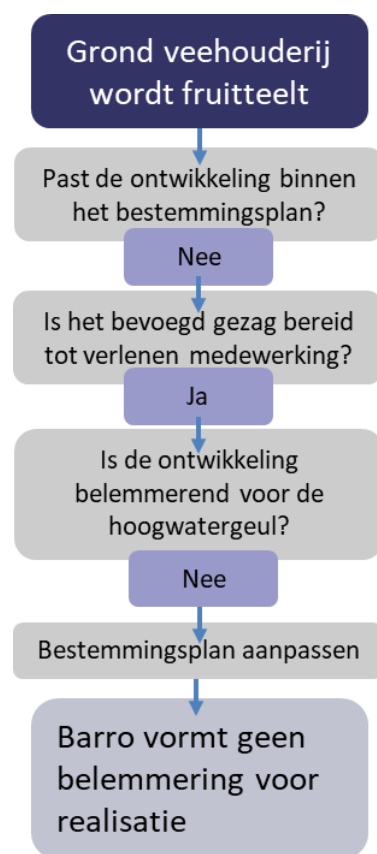 Grond veehouderij
wordt fruitteelt
Past de ontwikkeling binnen
het bestemmingsplan?
Nee
Is het bevoegd gezag bereid
tot verlenen medewerking?
Ja
Is de ontwikkeling
belemmerend voor de
hoogwatergeul?
Nee
Bestemmingsplan aanpassen
Barro vormt geen
belemmering voor
realisatie